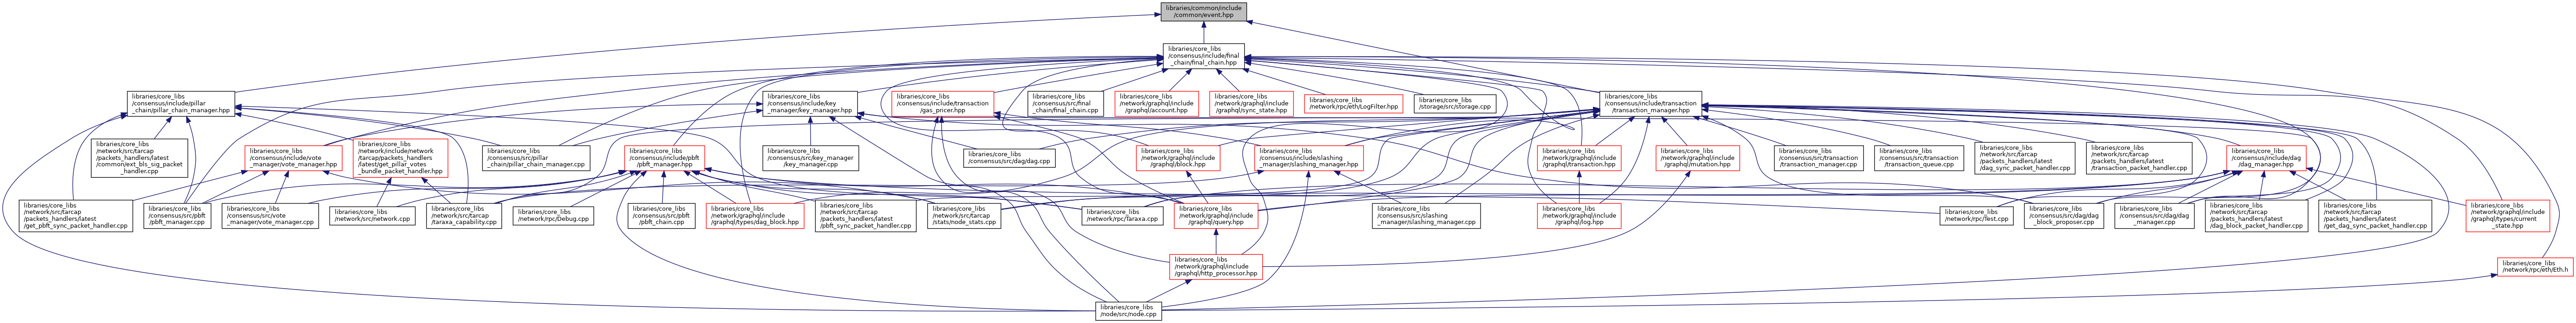 libraries/common/include
/common/event.hpp
libraries/core_libs
/consensus/include/final
_chain/final_chain.hpp
libraries/core_libs
/consensus/include/pillar
_chain/pillar_chain_manager.hpp
libraries/core_libs
/consensus/include/key
_manager/key_manager.hpp
libraries/core_libs
/consensus/include/transaction
/gas_pricer.hpp
libraries/core_libs
/consensus/src/final
_chain/final_chain.cpp
libraries/core_libs
/network/graphql/include
/graphql/account.hpp
libraries/core_libs
/network/graphql/include
/graphql/sync_state.hpp
libraries/core_libs
/network/rpc/eth/LogFilter.hpp
libraries/core_libs
/storage/src/storage.cpp
libraries/core_libs
/consensus/include/transaction
/transaction_manager.hpp
libraries/core_libs
/network/src/tarcap
/packets_handlers/latest
/common/ext_bls_sig_packet
_handler.cpp
libraries/core_libs
/consensus/include/vote
_manager/vote_manager.hpp
libraries/core_libs
/network/include/network
/tarcap/packets_handlers
/latest/get_pillar_votes
_bundle_packet_handler.hpp
libraries/core_libs
/consensus/src/pillar
_chain/pillar_chain_manager.cpp
libraries/core_libs
/consensus/include/pbft
/pbft_manager.hpp
libraries/core_libs
/consensus/src/key_manager
/key_manager.cpp
libraries/core_libs
/consensus/src/dag/dag.cpp
libraries/core_libs
/network/graphql/include
/graphql/block.hpp
libraries/core_libs
/consensus/include/slashing
_manager/slashing_manager.hpp
libraries/core_libs
/network/graphql/include
/graphql/transaction.hpp
libraries/core_libs
/network/graphql/include
/graphql/mutation.hpp
libraries/core_libs
/consensus/src/transaction
/transaction_manager.cpp
libraries/core_libs
/consensus/src/transaction
/transaction_queue.cpp
libraries/core_libs
/network/src/tarcap
/packets_handlers/latest
/dag_sync_packet_handler.cpp
libraries/core_libs
/network/src/tarcap
/packets_handlers/latest
/transaction_packet_handler.cpp
libraries/core_libs
/consensus/include/dag
/dag_manager.hpp
libraries/core_libs
/network/src/tarcap
/packets_handlers/latest
/get_pbft_sync_packet_handler.cpp
libraries/core_libs
/consensus/src/pbft
/pbft_manager.cpp
libraries/core_libs
/consensus/src/vote
_manager/vote_manager.cpp
libraries/core_libs
/network/src/network.cpp
libraries/core_libs
/network/src/tarcap
/taraxa_capability.cpp
libraries/core_libs
/network/rpc/Debug.cpp
libraries/core_libs
/consensus/src/pbft
/pbft_chain.cpp
libraries/core_libs
/network/graphql/include
/graphql/types/dag_block.hpp
libraries/core_libs
/network/src/tarcap
/packets_handlers/latest
/pbft_sync_packet_handler.cpp
libraries/core_libs
/network/src/tarcap
/stats/node_stats.cpp
libraries/core_libs
/network/rpc/Taraxa.cpp
libraries/core_libs
/network/graphql/include
/graphql/query.hpp
libraries/core_libs
/consensus/src/slashing
_manager/slashing_manager.cpp
libraries/core_libs
/network/graphql/include
/graphql/log.hpp
libraries/core_libs
/network/rpc/Test.cpp
libraries/core_libs
/consensus/src/dag/dag
_block_proposer.cpp
libraries/core_libs
/consensus/src/dag/dag
_manager.cpp
libraries/core_libs
/network/src/tarcap
/packets_handlers/latest
/dag_block_packet_handler.cpp
libraries/core_libs
/network/src/tarcap
/packets_handlers/latest
/get_dag_sync_packet_handler.cpp
libraries/core_libs
/network/graphql/include
/graphql/types/current
_state.hpp
libraries/core_libs
/network/graphql/include
/graphql/http_processor.hpp
libraries/core_libs
/network/rpc/eth/Eth.h
libraries/core_libs
/node/src/node.cpp